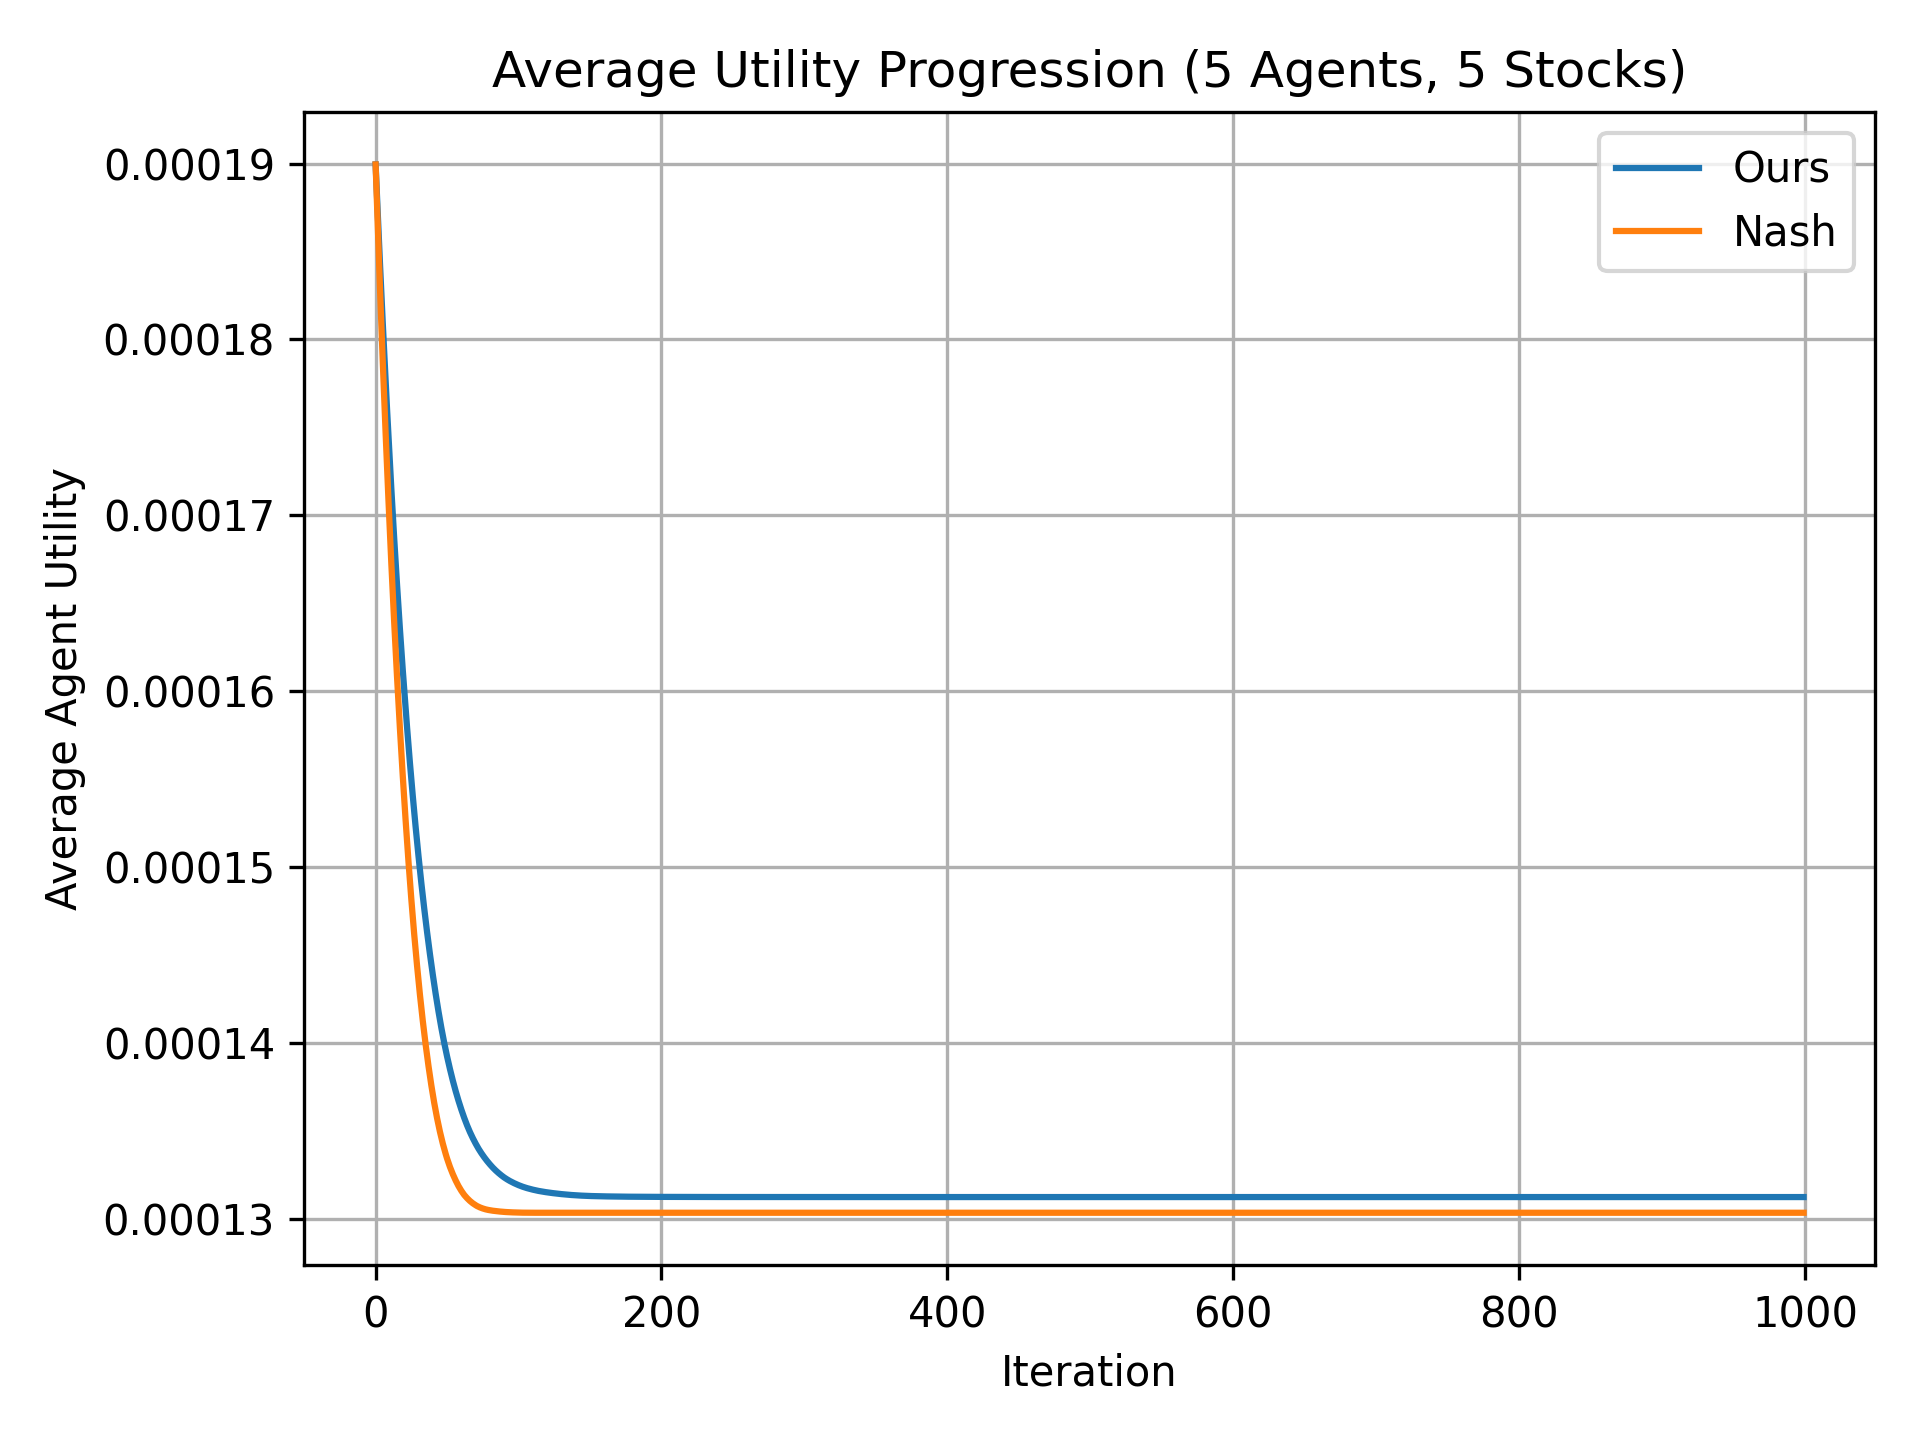 Average Utility Progression (5 Agents, 5 Stocks)
Ours
Nash
0.00019
0.00018
0.00017
0.00016
0.00015
0.00014
0.00013
Average Agent Utility
0 200 400 600 800 1000
Iteration